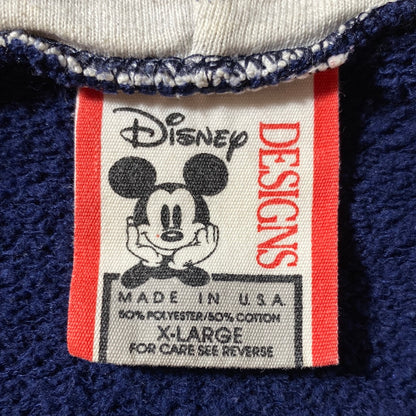 Disney
DESIGNS
MADE IN U.S.A.
50% POLYESTER/50% COTTON
X-LARGE
FOR CARE SEE REVERSE